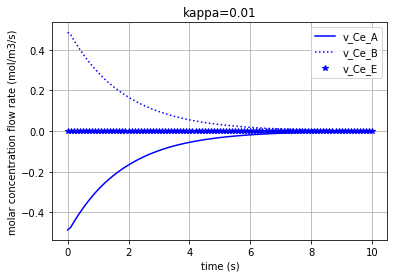 kappa=0.01
molar concentration flow rate (mol/m3/s)
0.4
0.2
0.0
−0.2
−0.4
v_Ce_A
v_Ce_B
v_Ce_E
0
2
4
6
8
10
time (s)